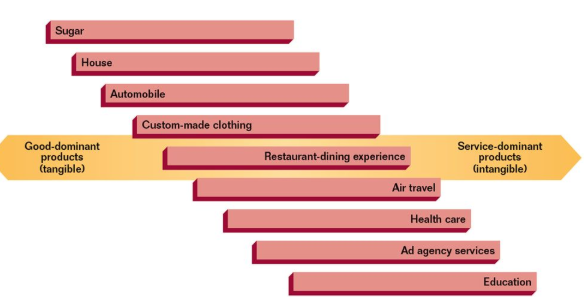 Sugar
House
Automobile
Custom-made clothing
Good-dominant
products
(tangible)
Restaurant-dining experience
Service-dominant
products
(intangible)
Air travel
Health care
Ad agency services
Education